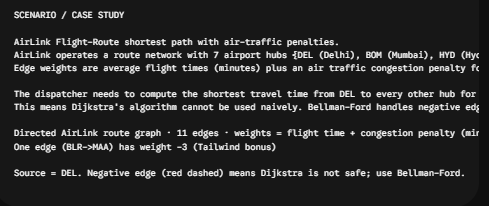 SCENARIO / CASE STUDY
AirLink Flight-Route shortest path with air-traffic penalties.
AirLink operates a route network with 7 airport hubs {DEL (Delhi), BOM (Mumbai), HYD (Hyd
Edge weights are average flight times (minutes) plus an air traffic congestion penalty fo
The dispatcher needs to compute the shortest travel time from DEL to every other hub for
This means Dijkstra's algorithm cannot be used naively. Bellman-Ford handles negative edg
Directed AirLink route graph · 11 edges · weights = flight time + congestion penalty (min
One edge (BLR->MAA) has weight -3 (Tailwind bonus)
Source = DEL. Negative edge (red dashed) means Dijkstra is not safe; use Bellman-Ford.